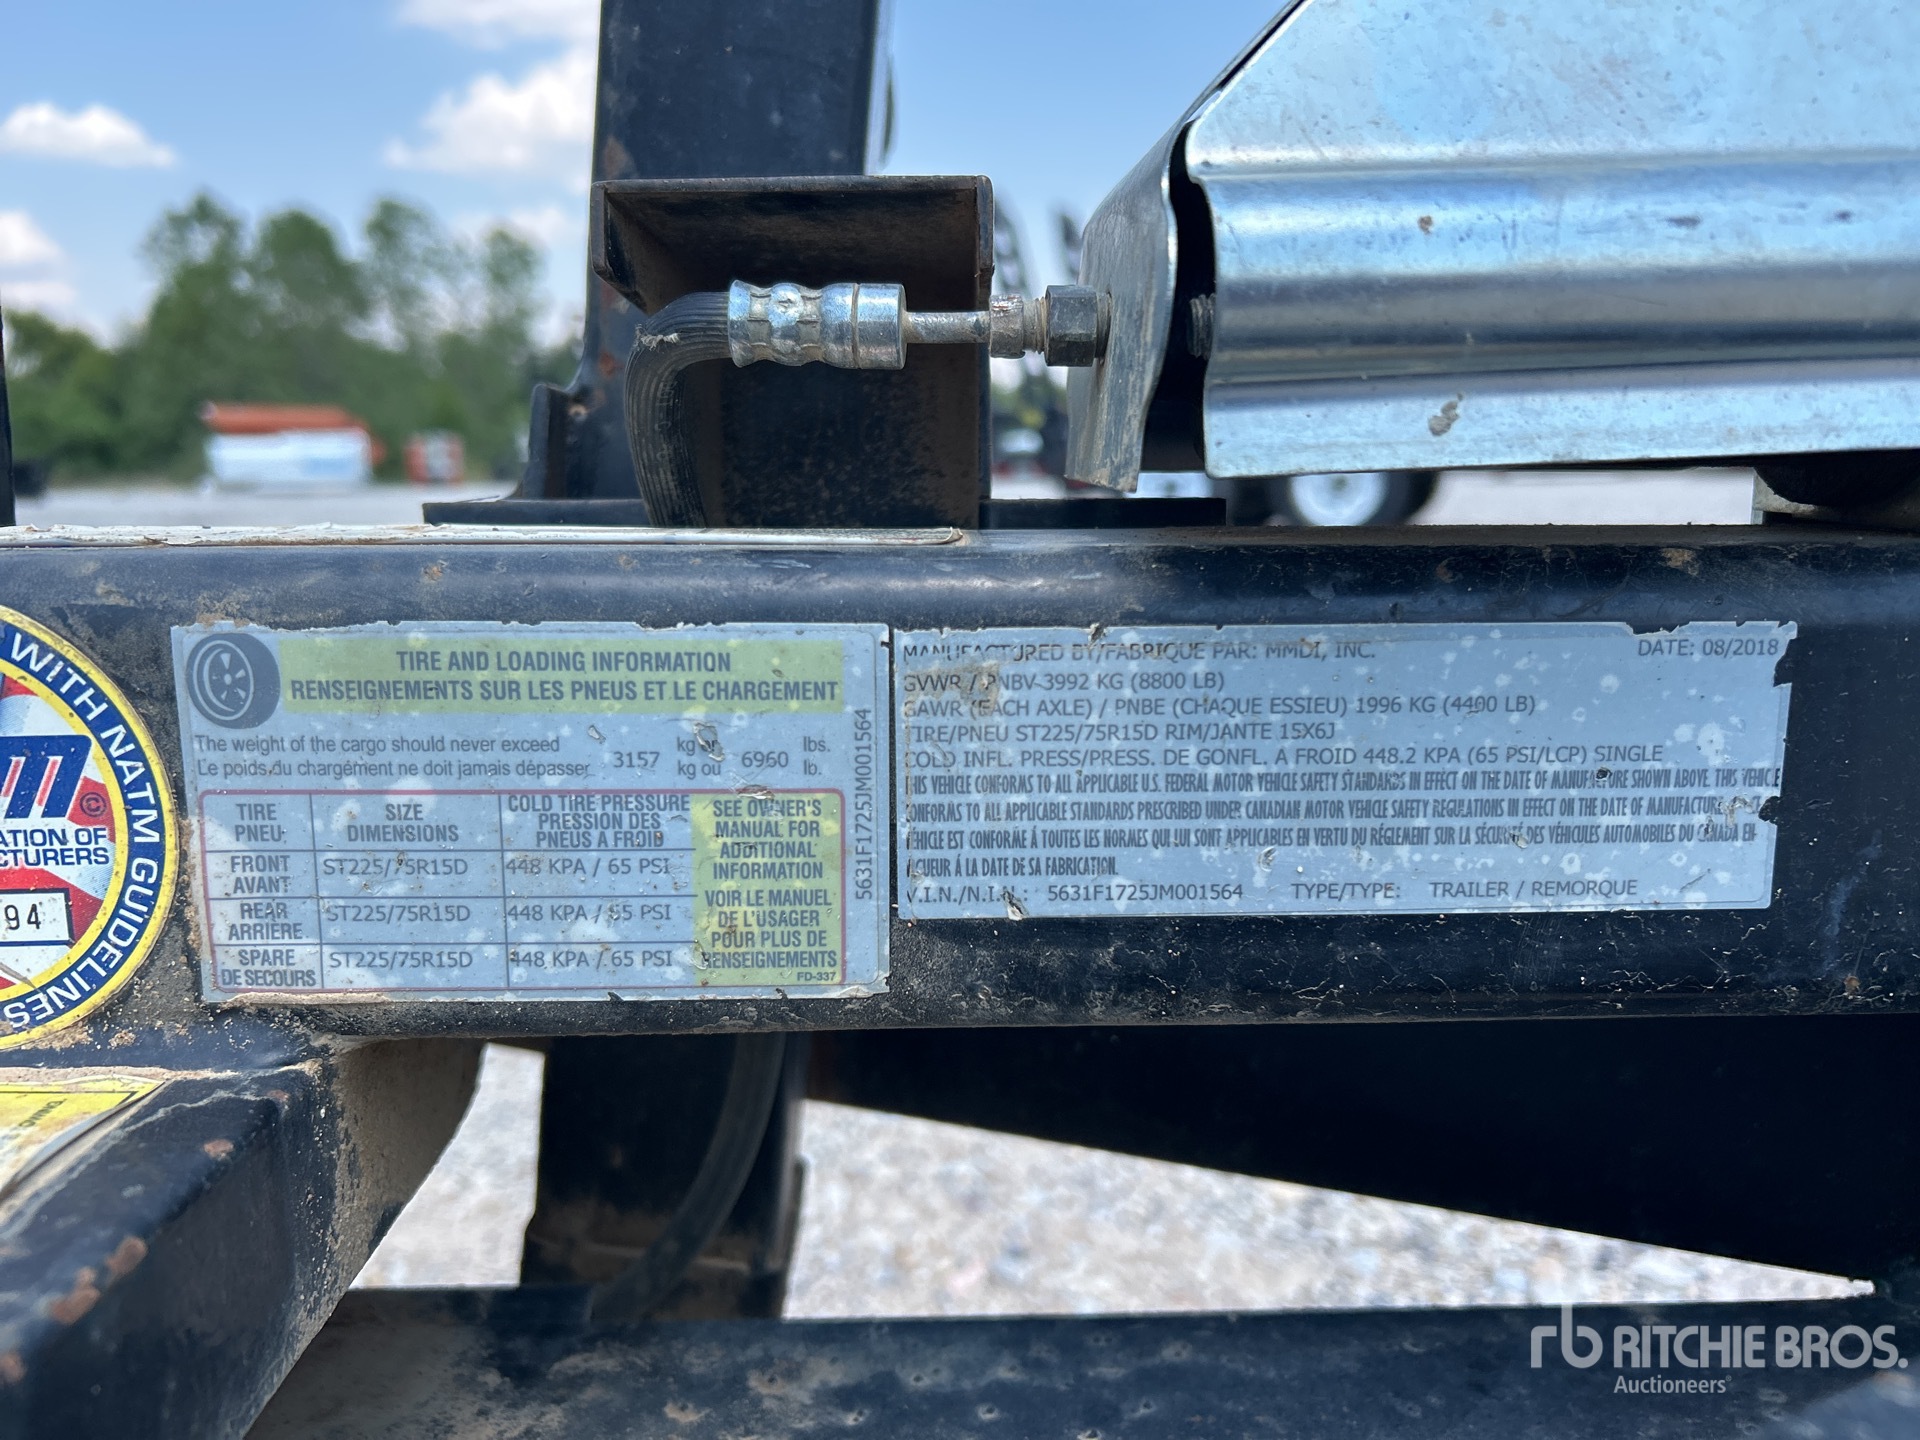 WITH NATM GUIDELINES
m ©
ATION OF
CTURERS
94
TIRE AND LOADING INFORMATION
RENSEIGNEMENTS SUR LES PNEUS ET LE CHARGEMENT
The weight of the cargo should never exceed 3157 kg or 6960 lbs.
Le poids du chargément ne doit jamais dépasser kg ou lb.
TIRE SIZE COLD TIRE PRESSURE
PNEU DIMENSIONS PRESSION DES
PNEUS A FROID
FRONT ST225/75R15D 448 KPA / 65 PSI
AVANT
REAR ST225/75R15D 448 KPA / 65 PSI
ARRIÈRE
SPARE ST225/75R15D 448 KPA / 65 PSI
DE SECOURS
SEE OWNER'S
MANUAL FOR
ADDITIONAL
INFORMATION
VOIR LE MANUEL
DE L'USAGER
POUR PLUS DE
RENSEIGNEMENTS
FD-337
5631F1725JM001564
MANUFACTURED BY/FABRIQUE PAR: MMDI, INC. DATE: 08/2018
GVWR / PNBV 3992 KG (8800 LB)
GAWR (EACH AXLE) / PNBE (CHAQUE ESSIEU) 1996 KG (4400 LB)
TIRE/PNEU ST225/75R15D RIM/JANTE 15X6J
COLD INFL. PRESS/PRESS. DE GONFL. A FROID 448.2 KPA (65 PSI/LCP) SINGLE
THIS VEHICLE CONFORMS TO ALL APPLICABLE U.S. FEDERAL MOTOR VEHICLE SAFETY STANDARDS IN EFFECT ON THE DATE OF MANUFACTURE SHOWN ABOVE. THIS VEHICLE
CONFORMS TO ALL APPLICABLE STANDARDS PRESCRIBED UNDER CANADIAN MOTOR VEHICLE SAFETY REGULATIONS IN EFFECT ON THE DATE OF MANUFACTURE.
VEHICLE EST CONFORME À TOUTES LES NORMES QUI LUI SONT APPLICABLES EN VERTU DU RÉGLEMENT SUR LA SÉCURITÉ DES VÉHICULES AUTOMOBILES DU CANADA EN
VIGUEUR Á LA DATE DE SA FABRICATION.
V.I.N./N.I.N.: 5631F1725JM001564 TYPE/TYPE: TRAILER / REMORQUE
rb RITCHIE BROS.
Auctioneers